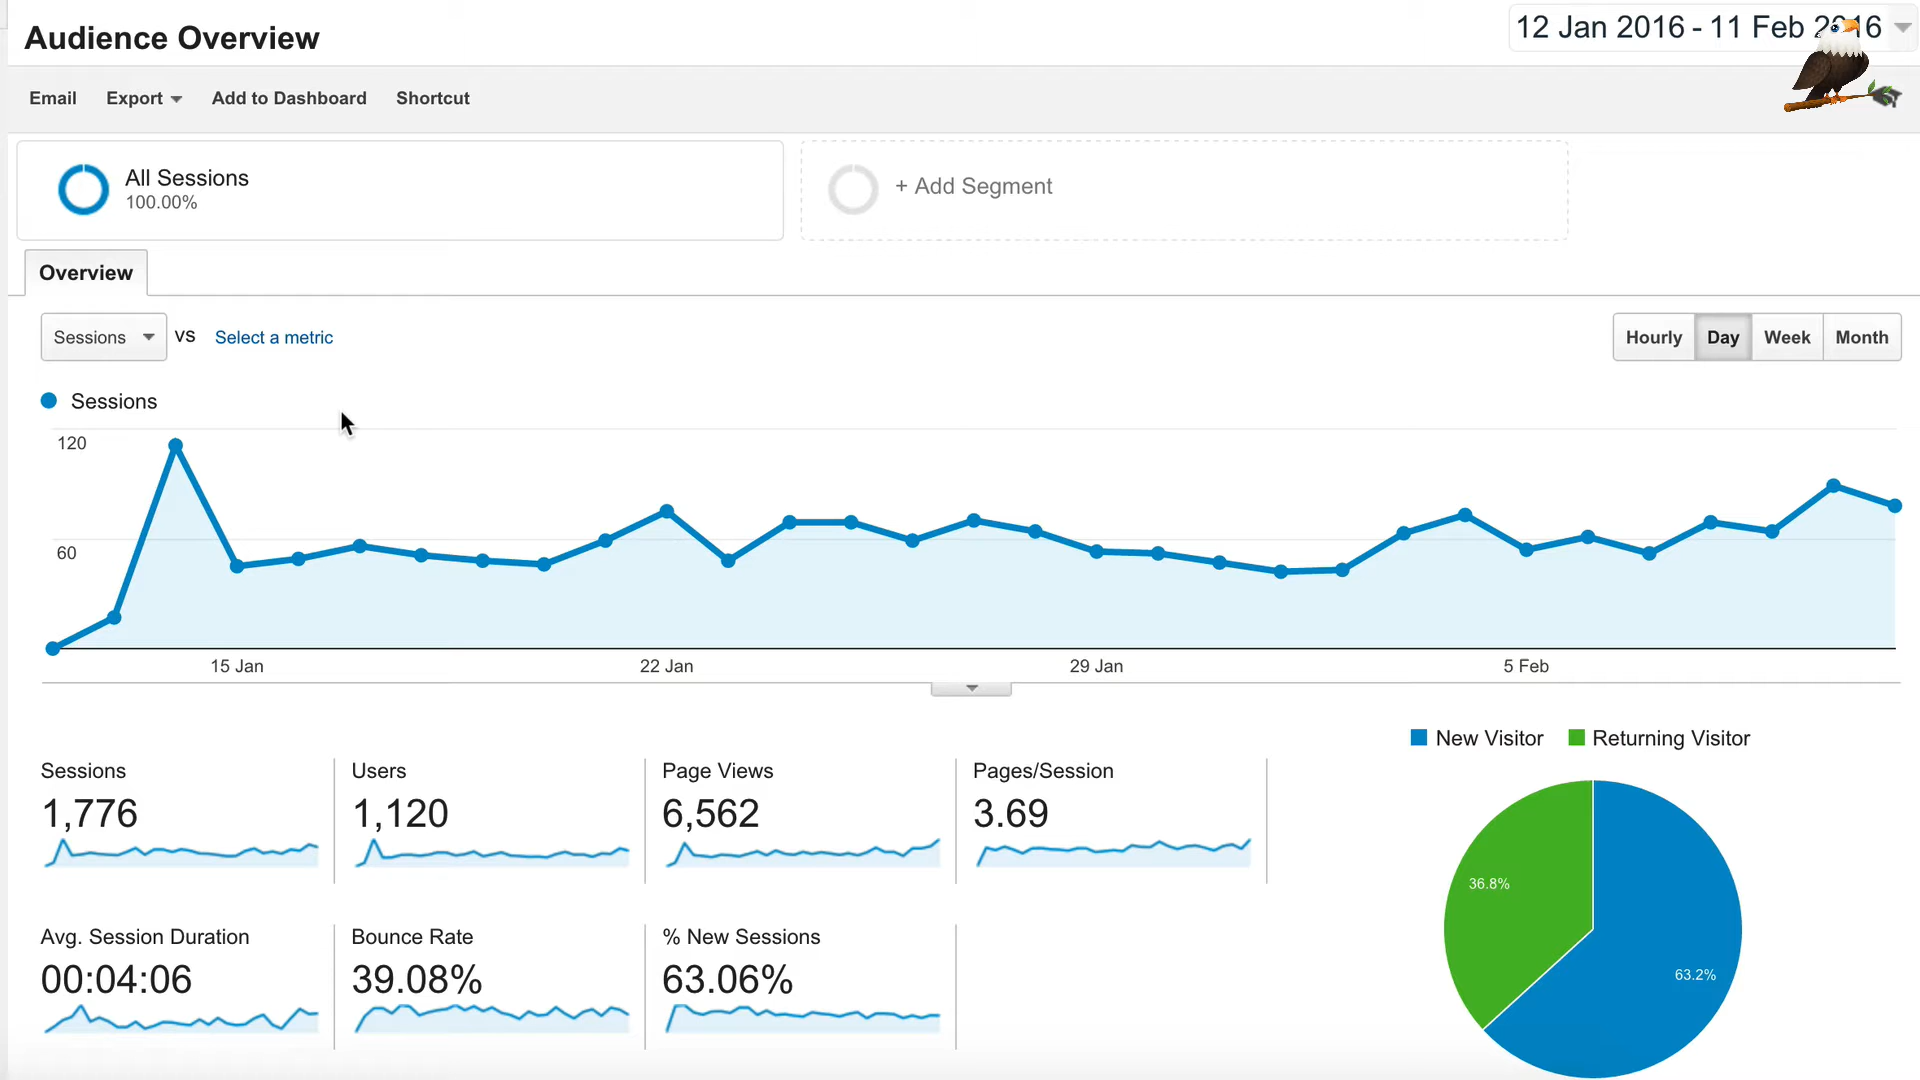 Audience Overview
12 Jan 2016 - 11 Feb 2016
Email Export Add to Dashboard Shortcut
All Sessions
100.00%
+ Add Segment
Overview
Sessions VS Select a metric
Hourly Day Week Month
Sessions
120
60
15 Jan 22 Jan 29 Jan 5 Feb
New Visitor Returning Visitor
Sessions
1,776
Users
1,120
Page Views
6,562
Pages/Session
3.69
Avg. Session Duration
00:04:06
Bounce Rate
39.08%
% New Sessions
63.06%
36.8%
63.2%